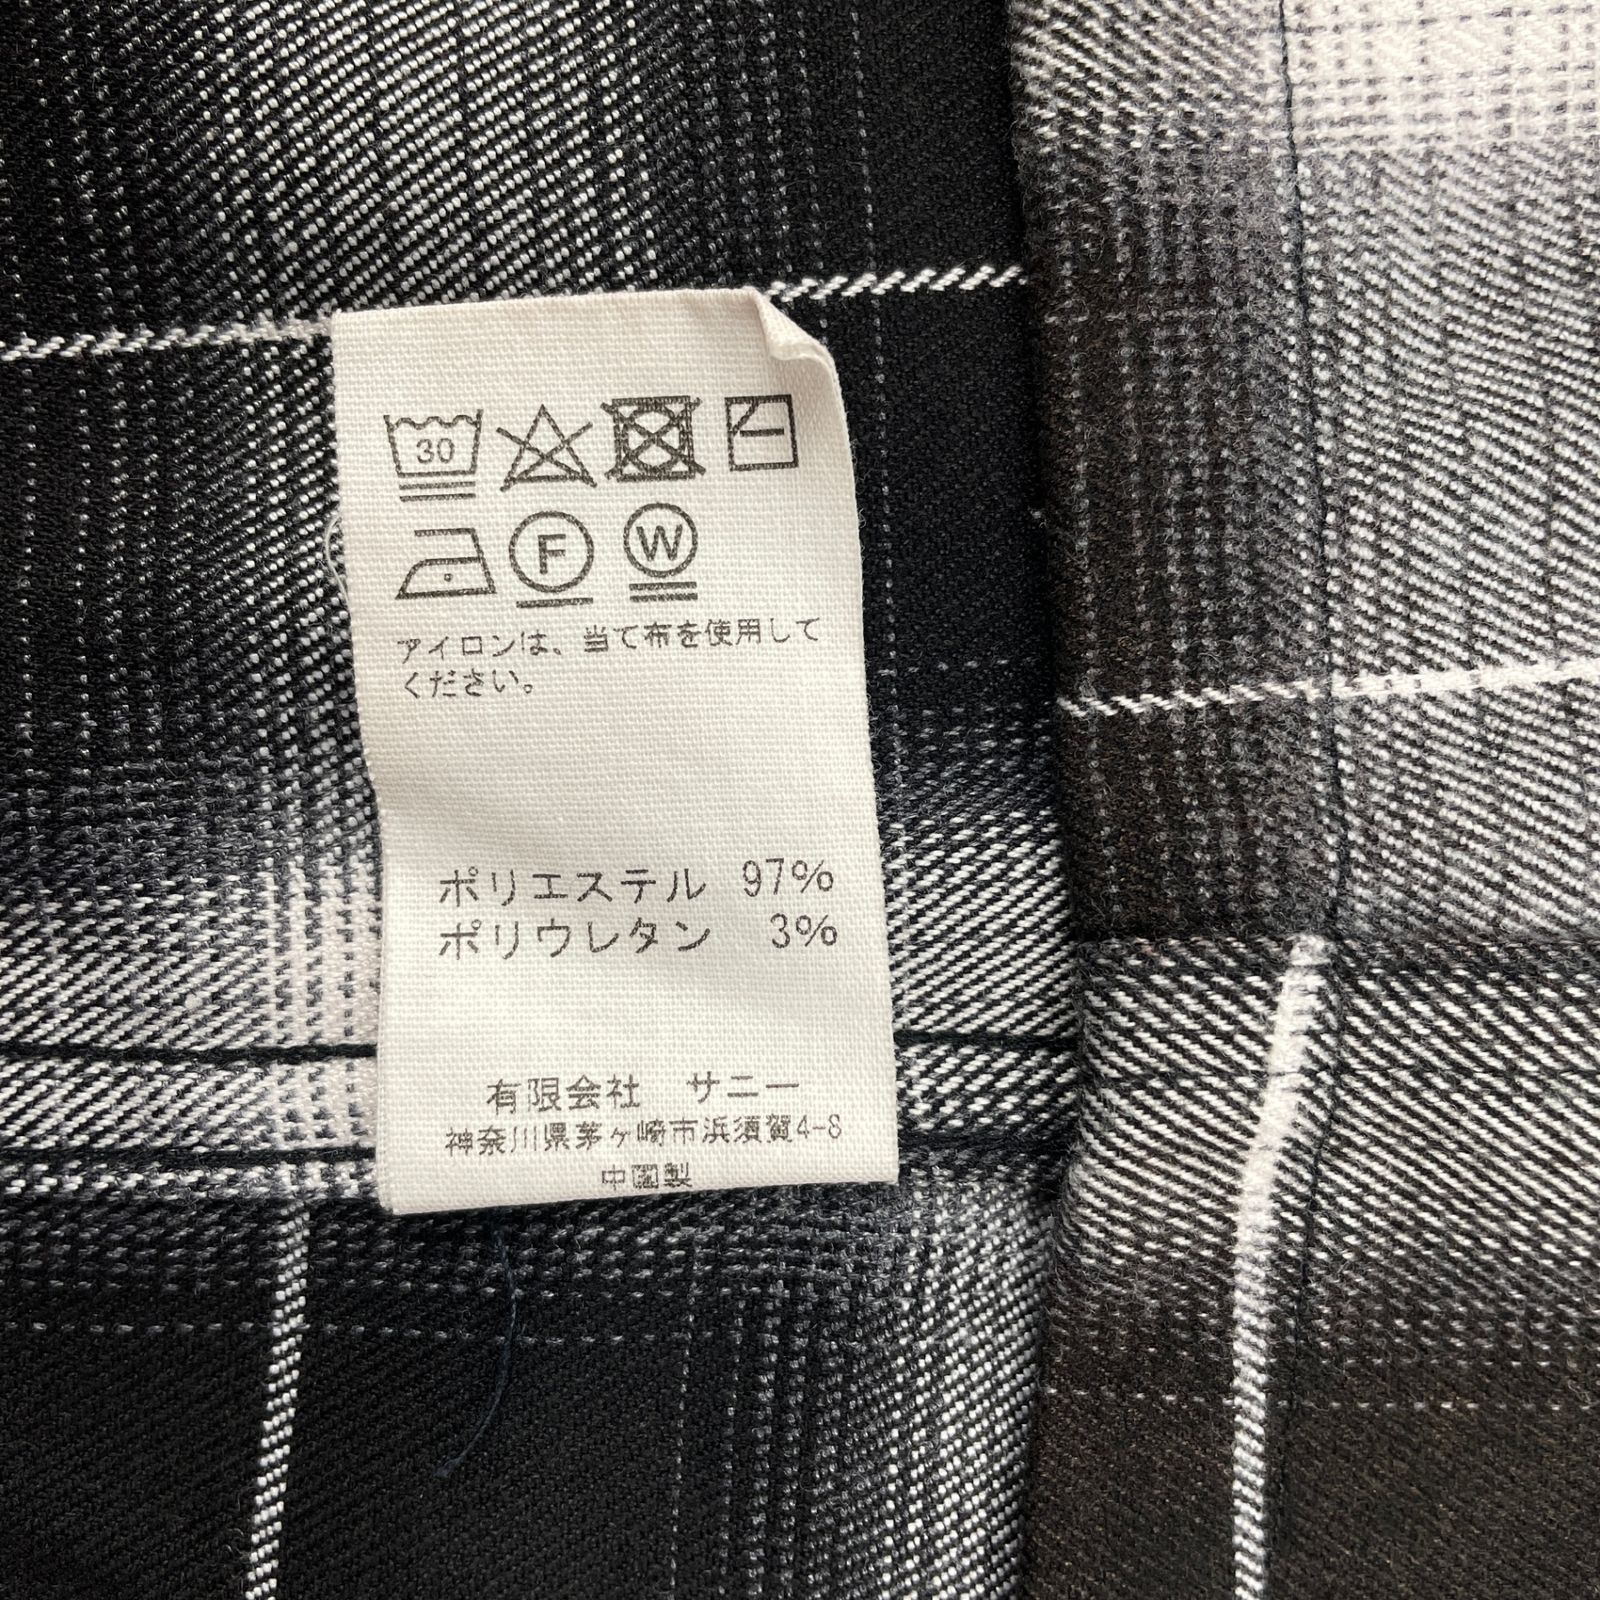 30
F W
アイロンは、当て布を使用して
ください。
ポリエステル 97%
ポリウレタン 3%
有限会社 サニー
神奈川県茅ヶ崎市浜須賀4-8
中国製